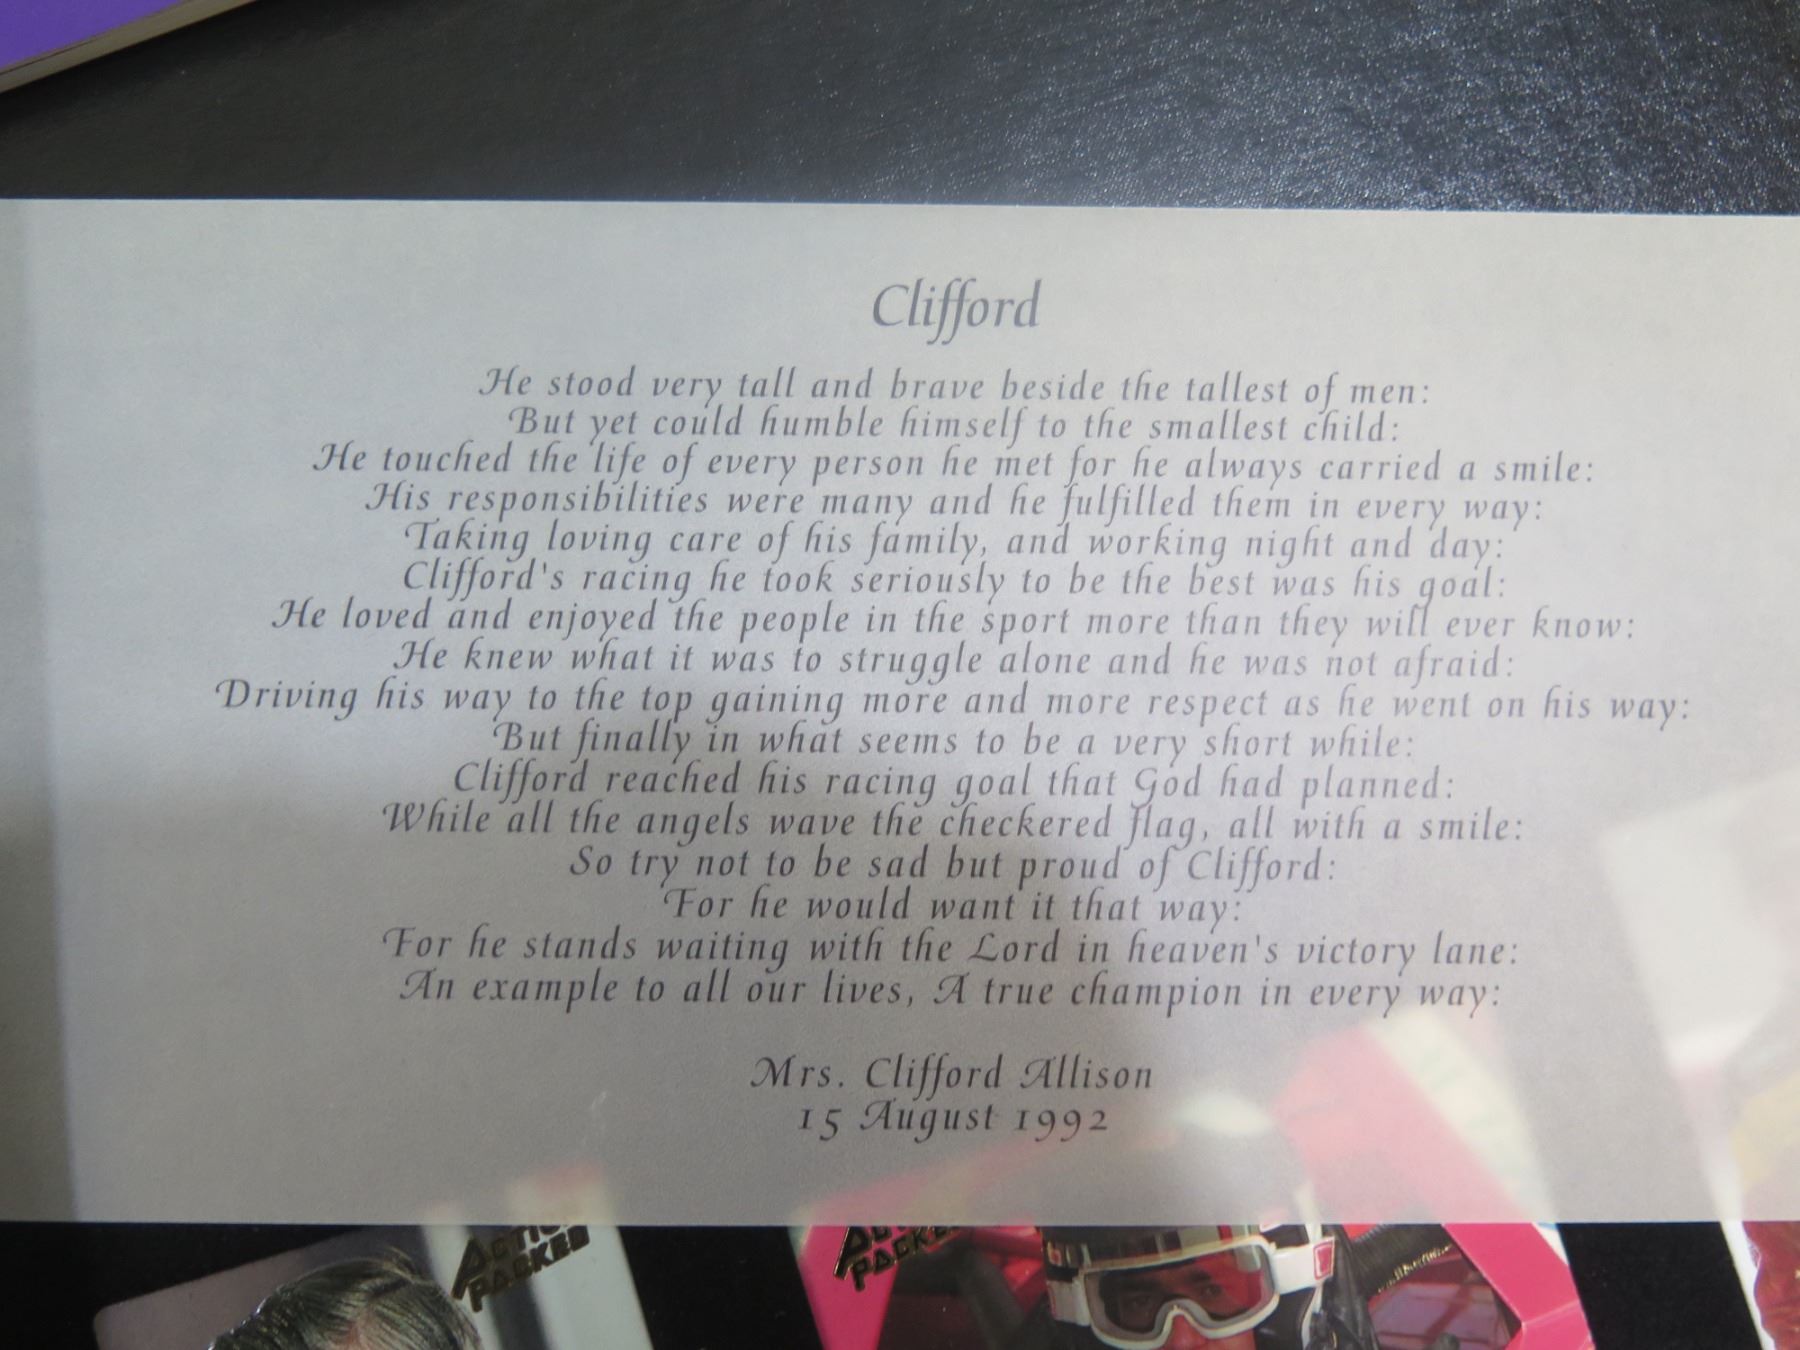 Clifford
He stood very tall and brave beside the tallest of men:
But yet could humble himself to the smallest child:
He touched the life of every person he met for he always carried a smile:
His responsibilities were many and he fulfilled them in every way:
Taking loving care of his family, and working night and day:
Clifford's racing he took seriously to be the best was his goal:
He loved and enjoyed the people in the sport more than they will ever know:
He knew what it was to struggle alone and he was not afraid:
Driving his way to the top gaining more and more respect as he went on his way:
But finally in what seems to be a very short while:
Clifford reached his racing goal that God had planned:
While all the angels wave the checkered flag, all with a smile:
So try not to be sad but proud of Clifford:
For he would want it that way:
For he stands waiting with the Lord in heaven's victory lane:
An example to all our lives, A true champion in every way:
Mrs. Clifford Allison
15 August 1992
ACTION
PACKED
ACTION
PACKED